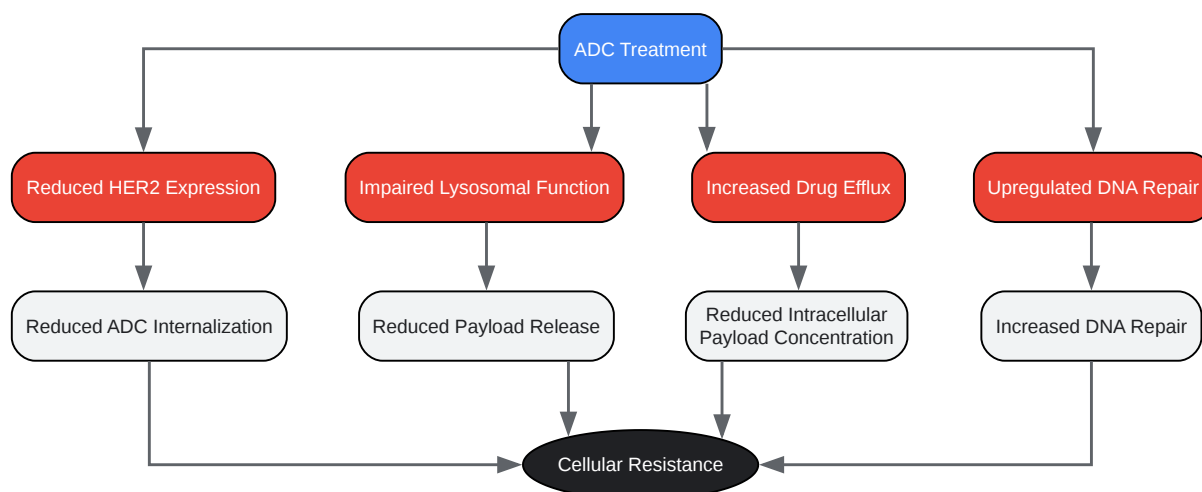 ADC Treatment
Reduced HER2 Expression
Impaired Lysosomal Function
Increased Drug Efflux
Upregulated DNA Repair
Reduced ADC Internalization
Reduced Payload Release
Reduced Intracellular
Payload Concentration
Increased DNA Repair
Cellular Resistance